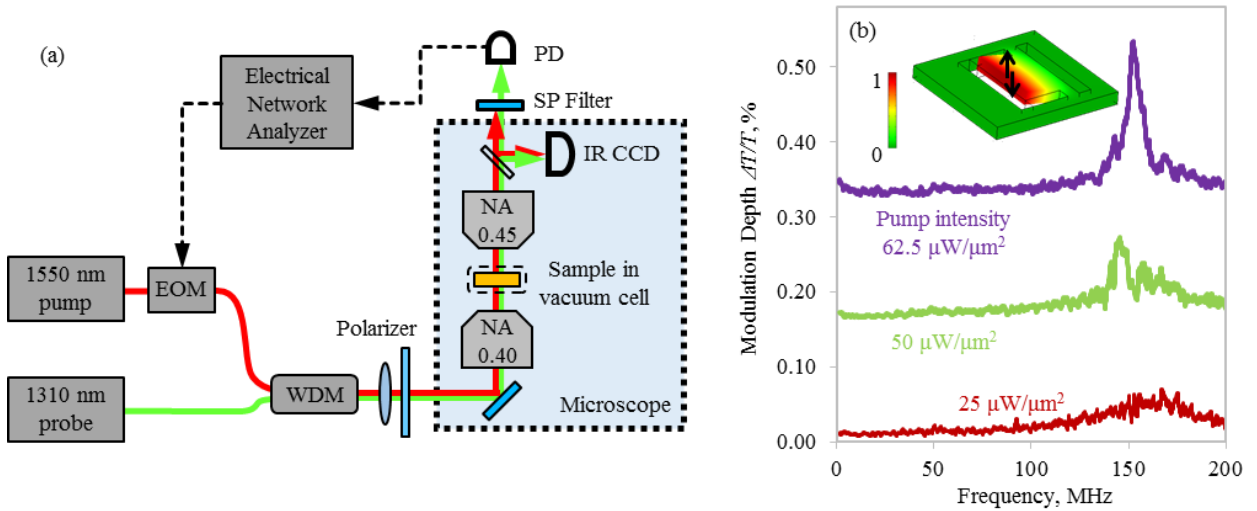 (a)
PD
Electrical
Network
Analyzer
SP Filter
IR CCD
NA
0.45
1550 nm
pump
EOM
Sample in
vacuum cell
Polarizer
NA
0.40
1310 nm
probe
WDM
Microscope
(b)
Modulation Depth ΔT/T, %
0.50
0.40
0.30
0.20
0.10
0.00
1
0
Pump intensity
62.5 µW/µm²
50 µW/µm²
25 µW/µm²
0 50 100 150 200
Frequency, MHz